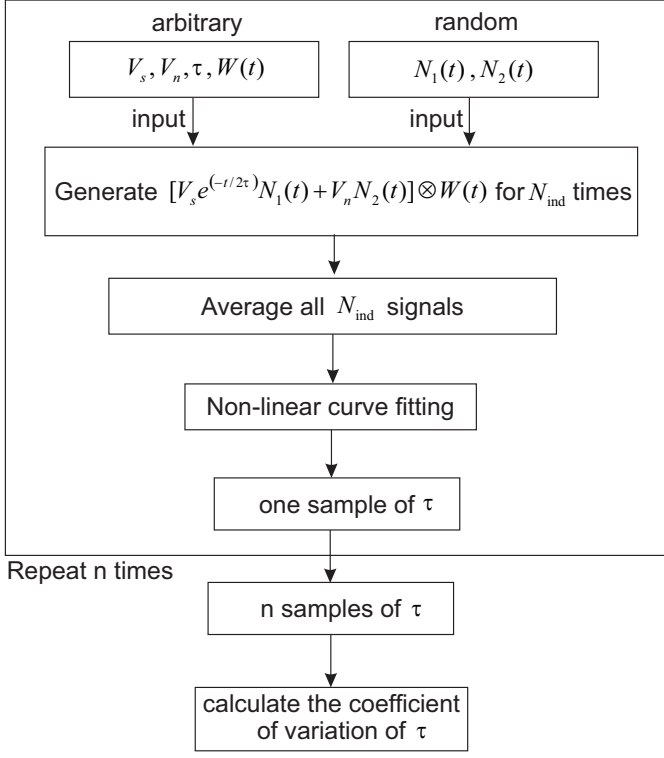 arbitrary random
V_s, V_n, τ, W(t) N_1(t), N_2(t)
input input
Generate [V_s e^{(-t/2τ)} N_1(t) + V_n N_2(t)] ⊗ W(t) for N_ind times
Average all N_ind signals
Non-linear curve fitting
one sample of τ
Repeat n times
n samples of τ
calculate the coefficient
of variation of τ